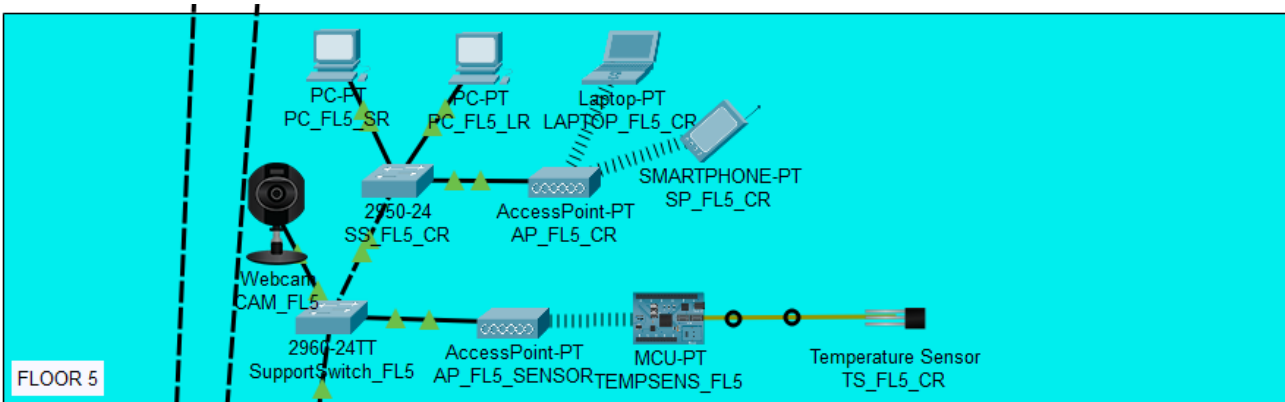 PC-PT
PC_FL5_SR
PC-PT
PC_FL5_LR
Laptop-PT
LAPTOP_FL5_CR
SMARTPHONE-PT
SP_FL5_CR
2950-24
SS_FL5_CR
AccessPoint-PT
AP_FL5_CR
Webcam
CAM_FL5
2960-24TT
SupportSwitch_FL5
AccessPoint-PT
AP_FL5_SENSOR
MCU-PT
TEMPSENS_FL5
Temperature Sensor
TS_FL5_CR
FLOOR 5